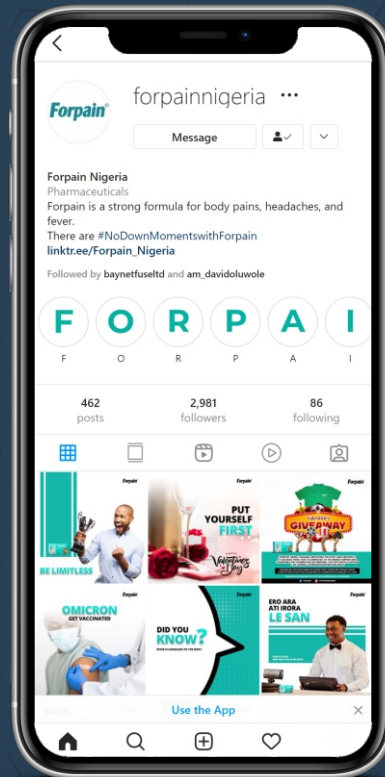 Forpain
forpainnigeria
Message
Forpain Nigeria
Pharmaceuticals
Forpain is a strong formula for body pains, headaches, and
fever.
There are #NoDownMomentswithForpain
linktr.ee/Forpain_Nigeria
Followed by baynetfuseltd and am_davidoluwole
F O R P A I
F O R P A I
462 2,981 86
posts followers following
Forpain
BE LIMITLESS
Forpain
PUT
YOURSELF
FIRST
Valentine's
Day
Forpain
GIVEAWAY
Forpain
OMICRON
GET VACCINATED
Forpain
DID YOU
KNOW?
Forpain
ERO ARA
ATI IRORA
LE SAN
Use the App